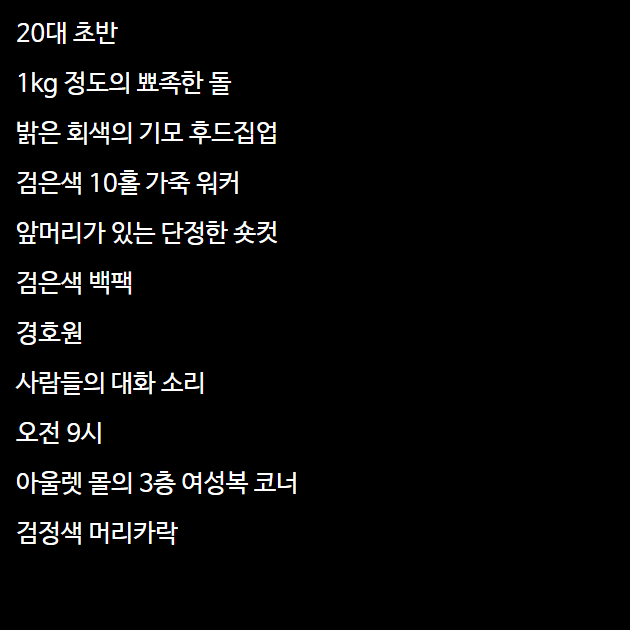 20대 초반
1kg 정도의 뾰족한 돌
밝은 회색의 기모 후드집업
검은색 10홀 가죽 워커
앞머리가 있는 단정한 숏컷
검은색 백팩
경호원
사람들의 대화 소리
오전 9시
아울렛 몰의 3층 여성복 코너
검정색 머리카락